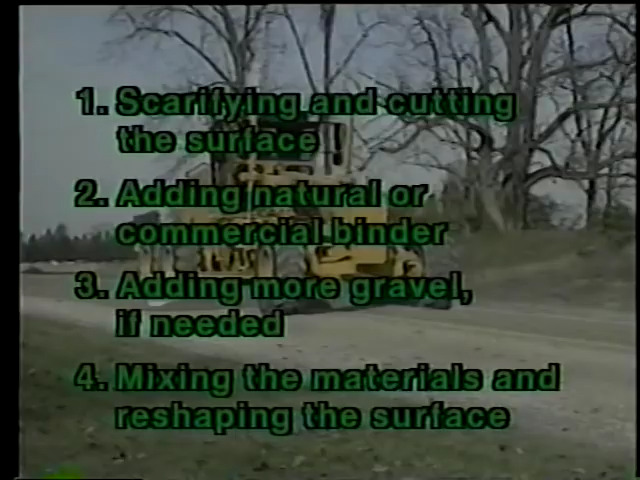 1. Scarifying and cutting
the surface
2. Adding natural or
commercial binder
3. Adding more gravel,
if needed
4. Mixing the materials and
reshaping the surface